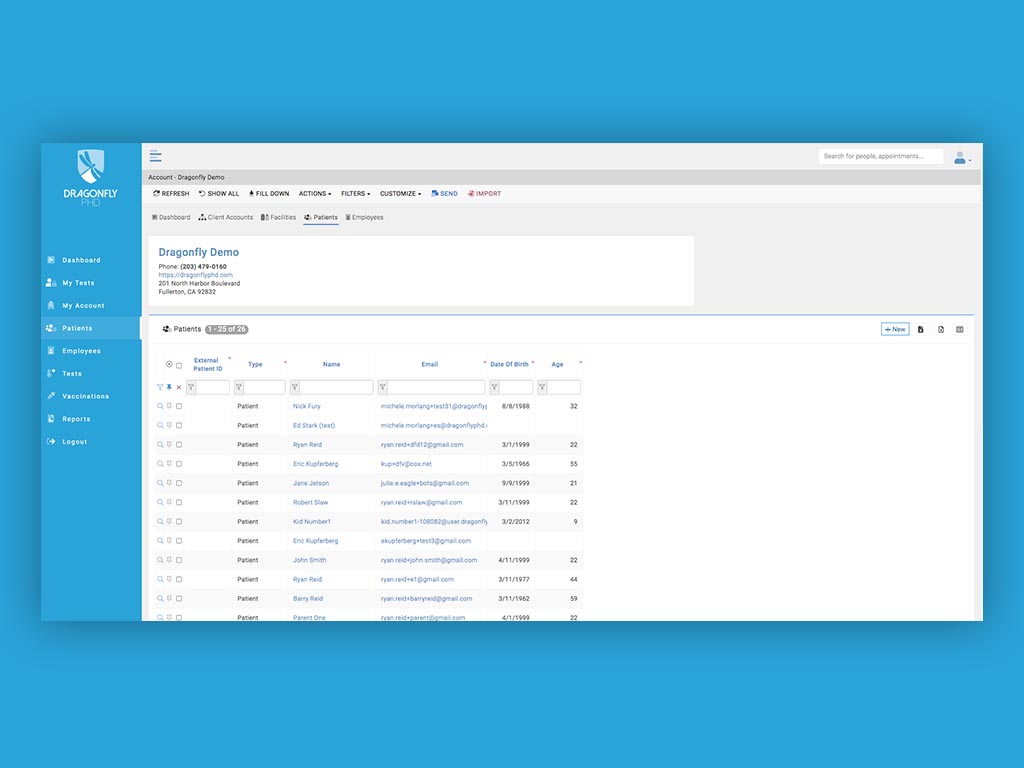 DRAGONFLY
PHD
Dashboard
My Tests
My Account
Patients
Employees
Tests
Vaccinations
Reports
Logout
Search for people, appointments...
Account - Dragonfly Demo
REFRESH SHOW ALL FILL DOWN ACTIONS FILTERS CUSTOMIZE SEND IMPORT
Dashboard Client Accounts Facilities Patients Employees
Dragonfly Demo
Phone: (203) 479-0160
https://dragonflyphd.com
201 North Harbor Boulevard
Fullerton, CA 92832
Patients 1 - 25 of 26 + New
External Patient ID Type Name Email Date Of Birth Age
Patient Nick Fury michele.morlang+test31@dragonflyp 8/8/1988 32
Patient Ed Stark (test) michele.morlang+es@dragonflyphd.
Patient Ryan Reid ryan.reid+dfd12@gmail.com 3/1/1999 22
Patient Eric Kupferberg kup+dfv@cox.net 3/5/1966 55
Patient Jane Jetson julie.e.eagle+bots@gmail.com 9/9/1999 21
Patient Robert Slaw ryan.reid+rslaw@gmail.com 3/11/1999 22
Patient Kid Number1 kid.number1-108082@user.dragonfly 3/2/2012 9
Patient Eric Kupferberg ekupferberg+test3@gmail.com
Patient John Smith ryan.reid+john.smith@gmail.com 4/11/1999 22
Patient Ryan Reid ryan.reid+e1@gmail.com 3/11/1977 44
Patient Barry Reid ryan.reid+barryreid@gmail.com 3/11/1962 59
Patient Parent One ryan.reid+parent@gmail.com 4/1/1999 22